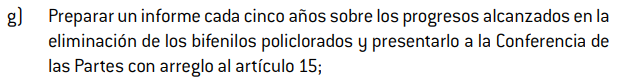 g) Preparar un informe cada cinco años sobre los progresos alcanzados en la
eliminación de los bifenilos policlorados y presentarlo a la Conferencia de
las Partes con arreglo al artículo 15;